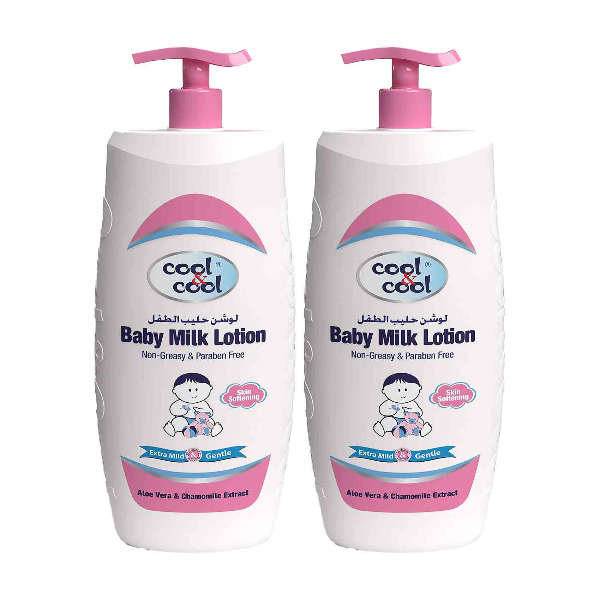 cool
&
cool
لوشن حليب الطفل
Baby Milk Lotion
Non-Greasy & Paraben Free
Skin
Softening
Extra Mild & Gentle
Aloe Vera & Chamomile Extract
cool
&
cool
لوشن حليب الطفل
Baby Milk Lotion
Non-Greasy & Paraben Free
Skin
Softening
Extra Mild & Gentle
Aloe Vera & Chamomile Extract